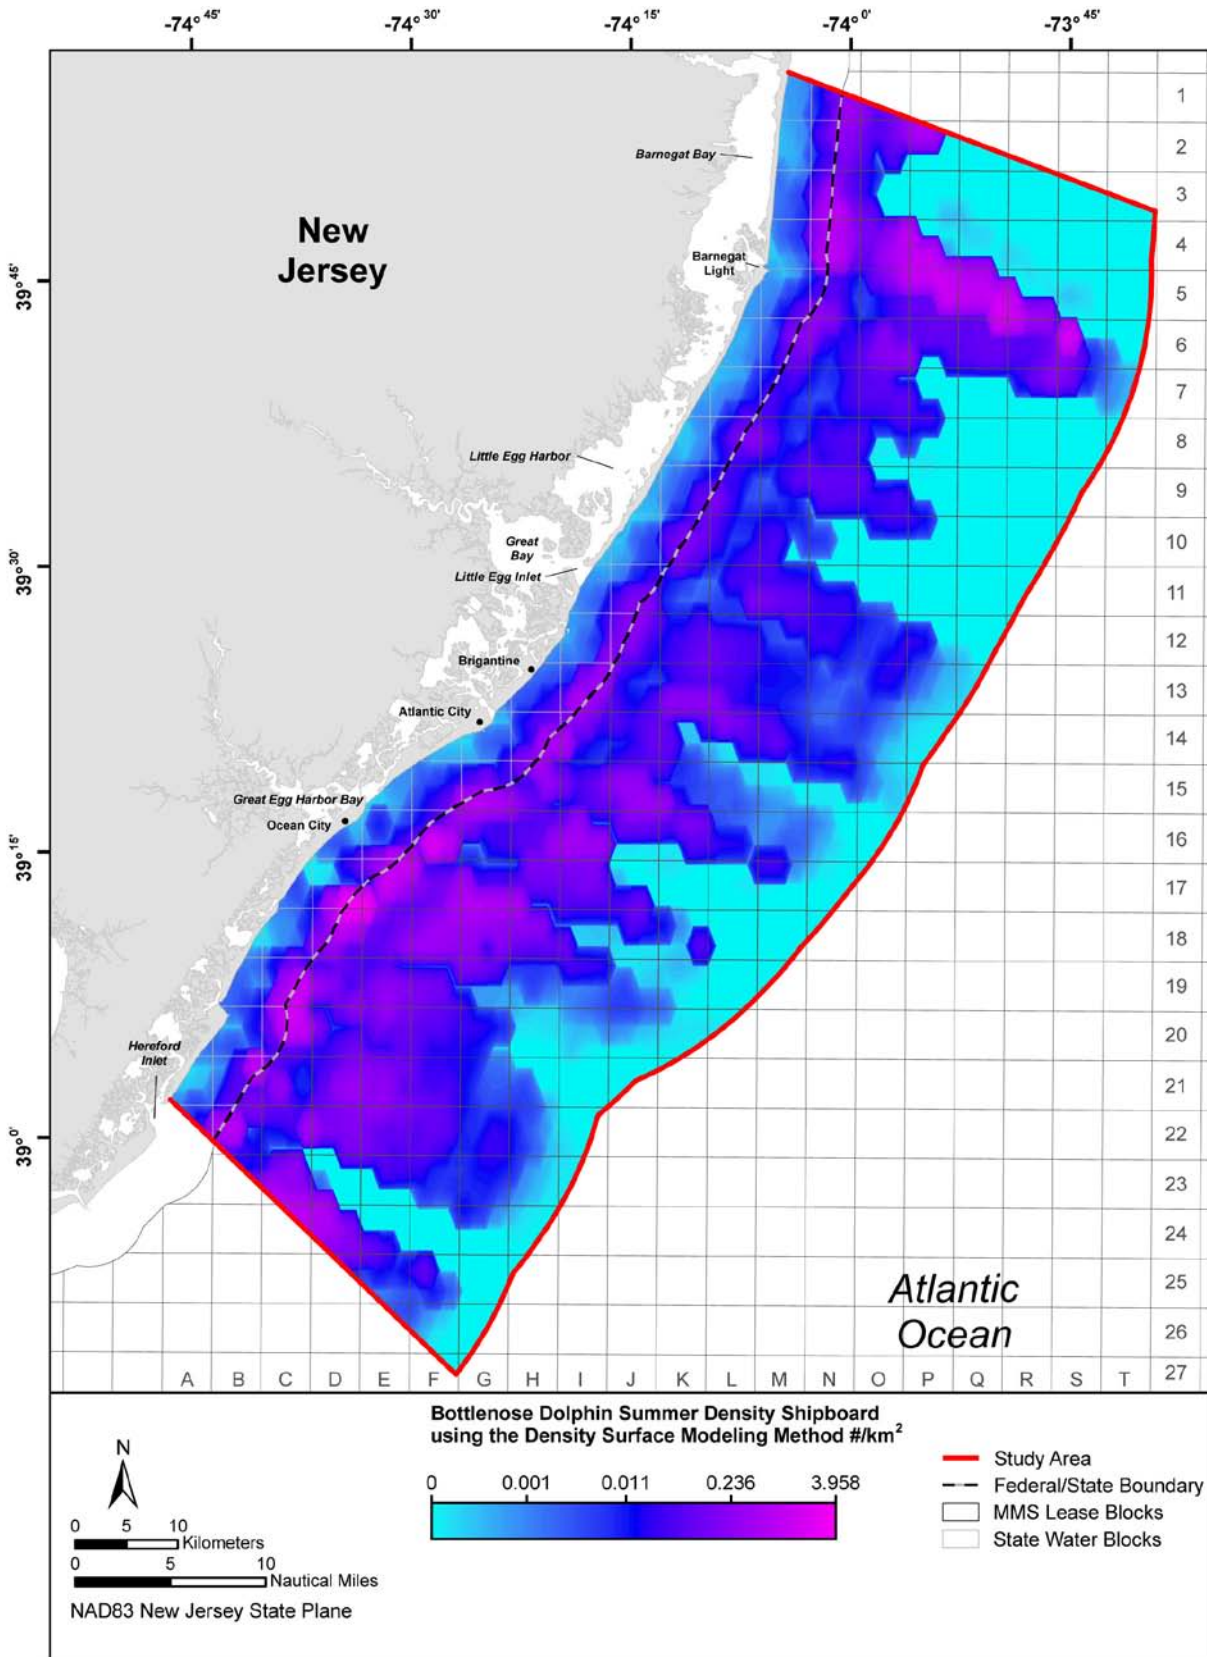 -74° 45'
-74° 30'
-74° 15'
-74° 0'
-73° 45'
1
2
Barnegat Bay
3
New
Jersey
4
Barnegat
Light
39° 45'
5
6
7
8
Little Egg Harbor
9
10
Great
Bay
39° 30'
Little Egg Inlet
11
12
Brigantine
13
Atlantic City
14
15
Great Egg Harbor Bay
Ocean City
16
39° 15'
17
18
19
20
Hereford
Inlet
21
22
39° 0'
23
24
25
Atlantic
Ocean
26
27
A B C D E F G H I J K L M N O P Q R S T
Bottlenose Dolphin Summer Density Shipboard
using the Density Surface Modeling Method #/km²
0 0.001 0.011 0.236 3.958
N
0 5 10
Kilometers
0 5 10
Nautical Miles
NAD83 New Jersey State Plane
Study Area
Federal/State Boundary
MMS Lease Blocks
State Water Blocks